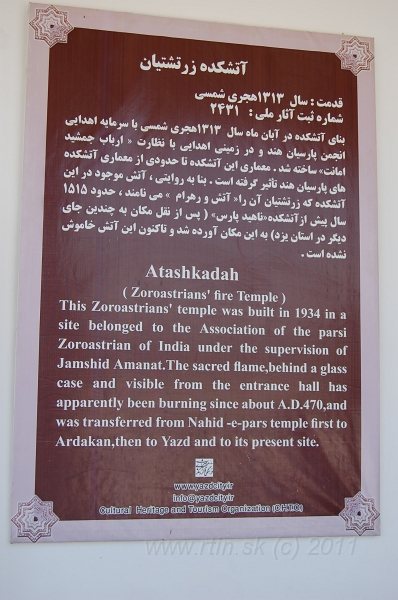 آتشکده زرتشتیان
قدمت : سال ۱۳۱۳هجری شمسی
شماره ثبت آثار ملی : ۲۴۳۱
بنای آتشکده در آبان ماه سال ۱۳۱۳هجری شمسی با سرمایه اهدایی
انجمن پارسیان هند و در زمینی اهدایی با نظارت « ارباب جمشید
امانت» ساخته شد . معماری این آتشکده تا حدودی از معماری آتشکده
های پارسیان هند تأثیر گرفته است . بنا به روایتی ، آتش موجود در این
آتشکده که زرتشتیان آن را« آتش و رهرام » می نامند ، حدود ۱۵۱۵
سال پیش ازآتشکده«ناهید پارس» ( پس از نقل مکان به چندین جای
دیگر در استان یزد) به این مکان آورده شد و تاکنون این آتش خاموش
نشده است .
Atashkadah
( Zoroastrians' fire Temple )
This Zoroastrians' temple was built in 1934 in a
site belonged to the Association of the parsi
Zoroastrian of India under the supervision of
Jamshid Amanat.The sacred flame,behind a glass
case and visible from the entrance hall has
apparently been burning since about A.D.470,and
was transferred from Nahid -e-pars temple first to
Ardakan,then to Yazd and to its present site.
www.yazdcity.ir
info@yazdcity.ir
Cultural Heritage and Tourism Organization (CHTO)
www.rtin.sk (c) 2011